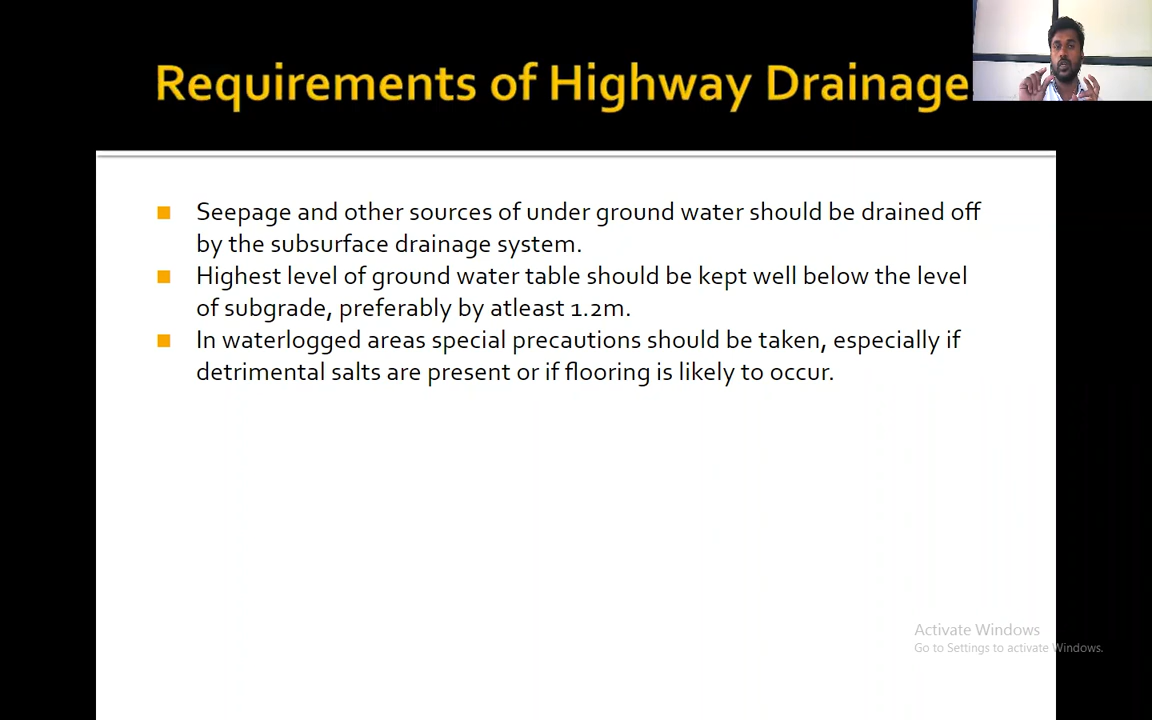 Requirements of Highway Drainage
Seepage and other sources of under ground water should be drained off
by the subsurface drainage system.
Highest level of ground water table should be kept well below the level
of subgrade, preferably by atleast 1.2m.
In waterlogged areas special precautions should be taken, especially if
detrimental salts are present or if flooring is likely to occur.
Activate Windows
Go to Settings to activate Windows.